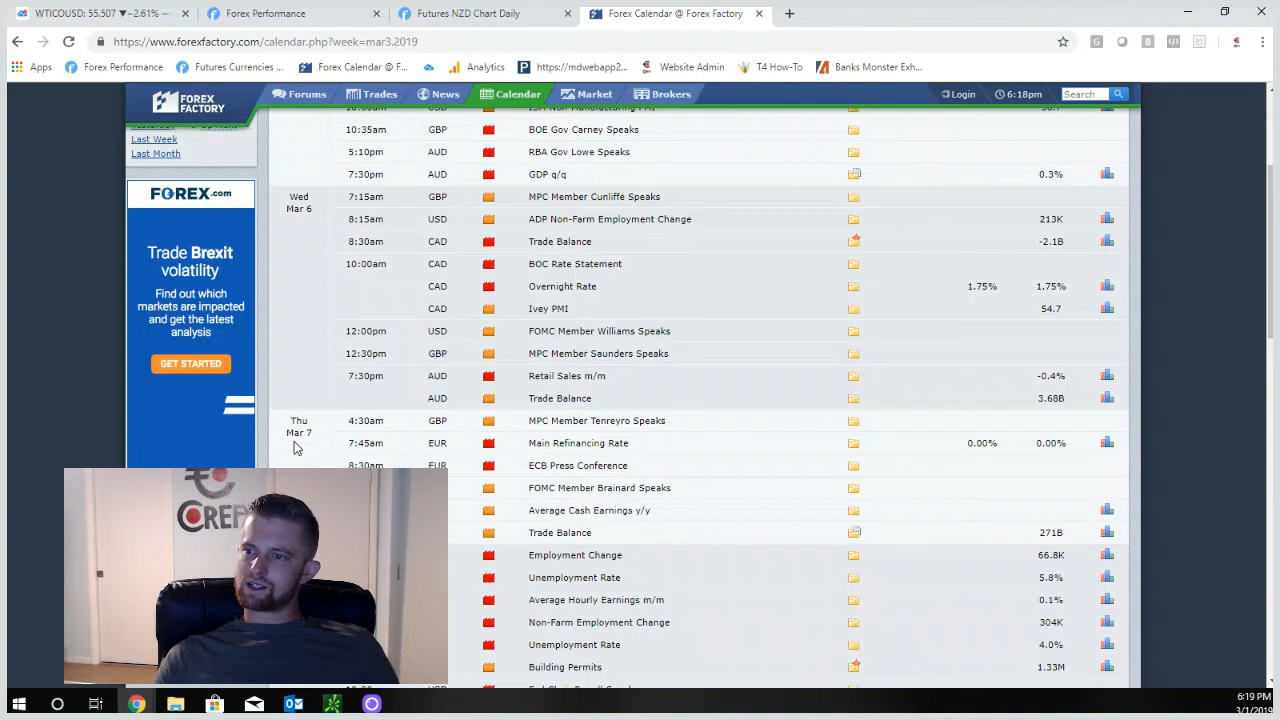 WTICOUSD: 55.507 ▼−2.61%
Forex Performance
Futures NZD Chart Daily
Forex Calendar @ Forex Factory
https://www.forexfactory.com/calendar.php?week=mar3.2019
Apps
Forex Performance
Futures Currencies ...
Forex Calendar @ F...
Analytics
https://mdwebapp2...
Website Admin
T4 How-To
Banks Monster Exh...
FOREX FACTORY
Forums
Trades
News
Calendar
Market
Brokers
Login
6:18pm
Search
Last Week
Last Month
FOREX.com
Trade Brexit
volatility
Find out which
markets are impacted
and get the latest
analysis
GET STARTED
10:00am USD ISM Non-Manufacturing PMI 56.7
10:35am GBP BOE Gov Carney Speaks
5:10pm AUD RBA Gov Lowe Speaks
7:30pm AUD GDP q/q 0.3%
Wed Mar 6 7:15am GBP MPC Member Cunliffe Speaks
8:15am USD ADP Non-Farm Employment Change 213K
8:30am CAD Trade Balance -2.1B
10:00am CAD BOC Rate Statement
CAD Overnight Rate 1.75% 1.75%
CAD Ivey PMI 54.7
12:00pm USD FOMC Member Williams Speaks
12:30pm GBP MPC Member Saunders Speaks
7:30pm AUD Retail Sales m/m -0.4%
AUD Trade Balance 3.68B
Thu Mar 7 4:30am GBP MPC Member Tenreyro Speaks
7:45am EUR Main Refinancing Rate 0.00% 0.00%
8:30am EUR ECB Press Conference
FOMC Member Brainard Speaks
Average Cash Earnings y/y
Trade Balance 271B
Employment Change 66.8K
Unemployment Rate 5.8%
Average Hourly Earnings m/m 0.1%
Non-Farm Employment Change 304K
Unemployment Rate 4.0%
Building Permits 1.33M
CREF
6:19 PM
3/1/2019